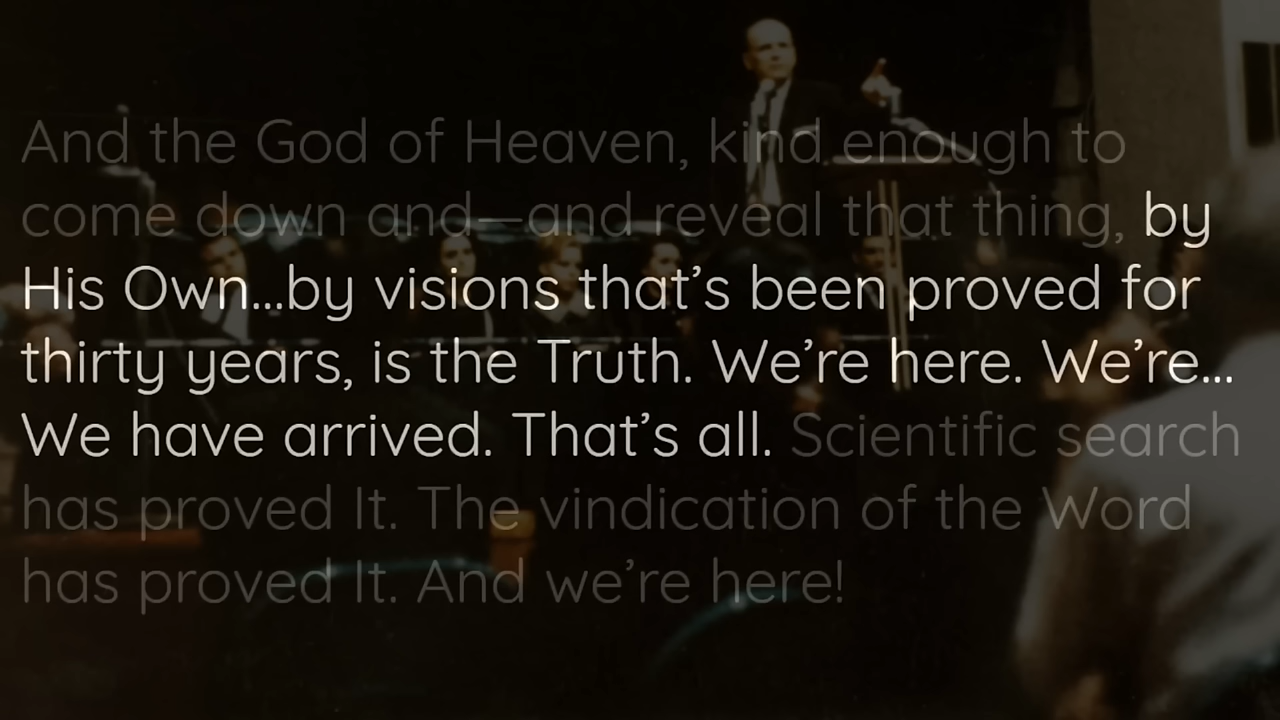 And the God of Heaven, kind enough to
come down and—and reveal that thing, by
His Own...by visions that’s been proved for
thirty years, is the Truth. We’re here. We’re...
We have arrived. That’s all. Scientific search
has proved It. The vindication of the Word
has proved It. And we’re here!